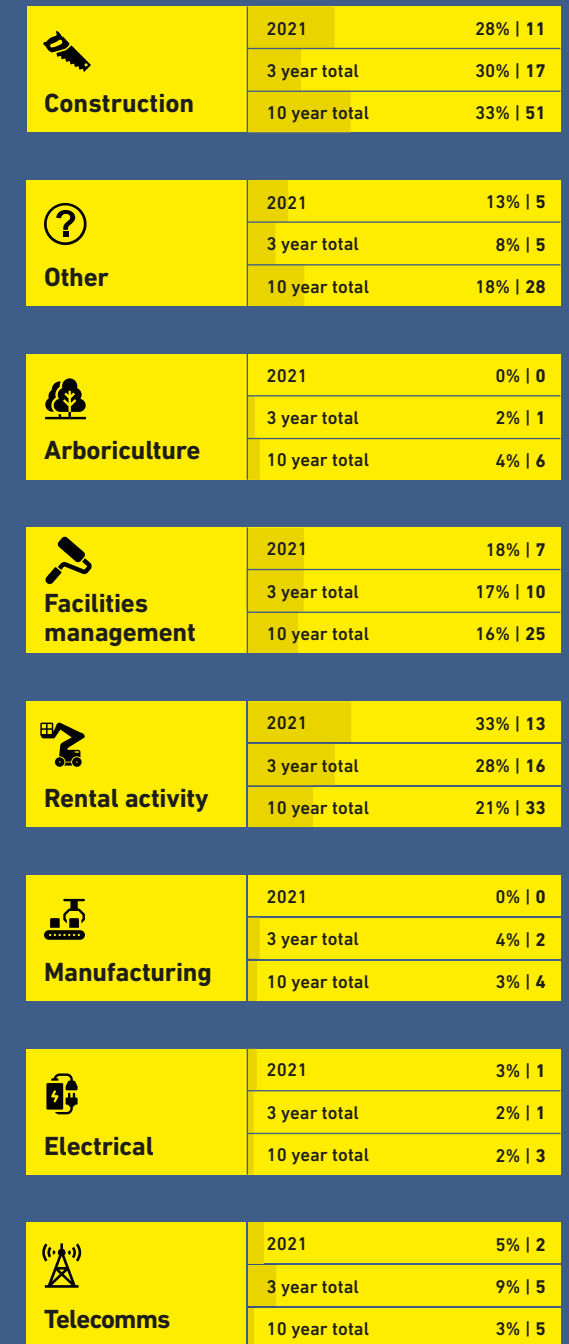 2021 28% | 11
3 year total 30% | 17
Construction
10 year total 33% | 51
2021 13% | 5
?
3 year total 8% | 5
Other
10 year total 18% | 28
2021 0% | 0
3 year total 2% | 1
Arboriculture
10 year total 4% | 6
2021 18% | 7
3 year total 17% | 10
Facilities
management
10 year total 16% | 25
2021 33% | 13
3 year total 28% | 16
Rental activity
10 year total 21% | 33
2021 0% | 0
3 year total 4% | 2
Manufacturing
10 year total 3% | 4
2021 3% | 1
3 year total 2% | 1
Electrical
10 year total 2% | 3
2021 5% | 2
3 year total 9% | 5
Telecomms
10 year total 3% | 5